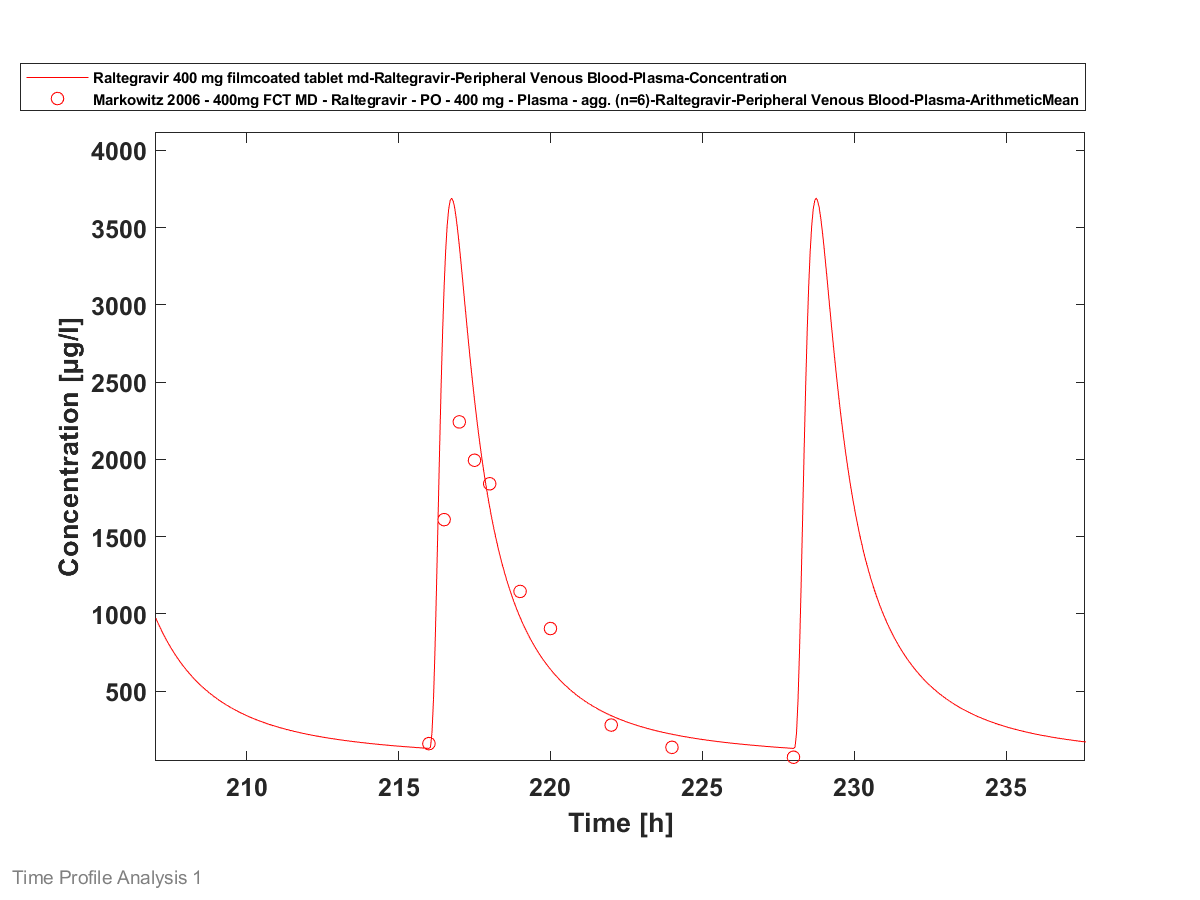 Raltegravir 400 mg filmcoated tablet md-Raltegravir-Peripheral Venous Blood-Plasma-Concentration
Markowitz 2006 - 400mg FCT MD - Raltegravir - PO - 400 mg - Plasma - agg. (n=6)-Raltegravir-Peripheral Venous Blood-Plasma-ArithmeticMean
4000
3500
3000
2500
2000
1500
1000
500
Concentration [µg/l]
210 215 220 225 230 235
Time [h]
Time Profile Analysis 1